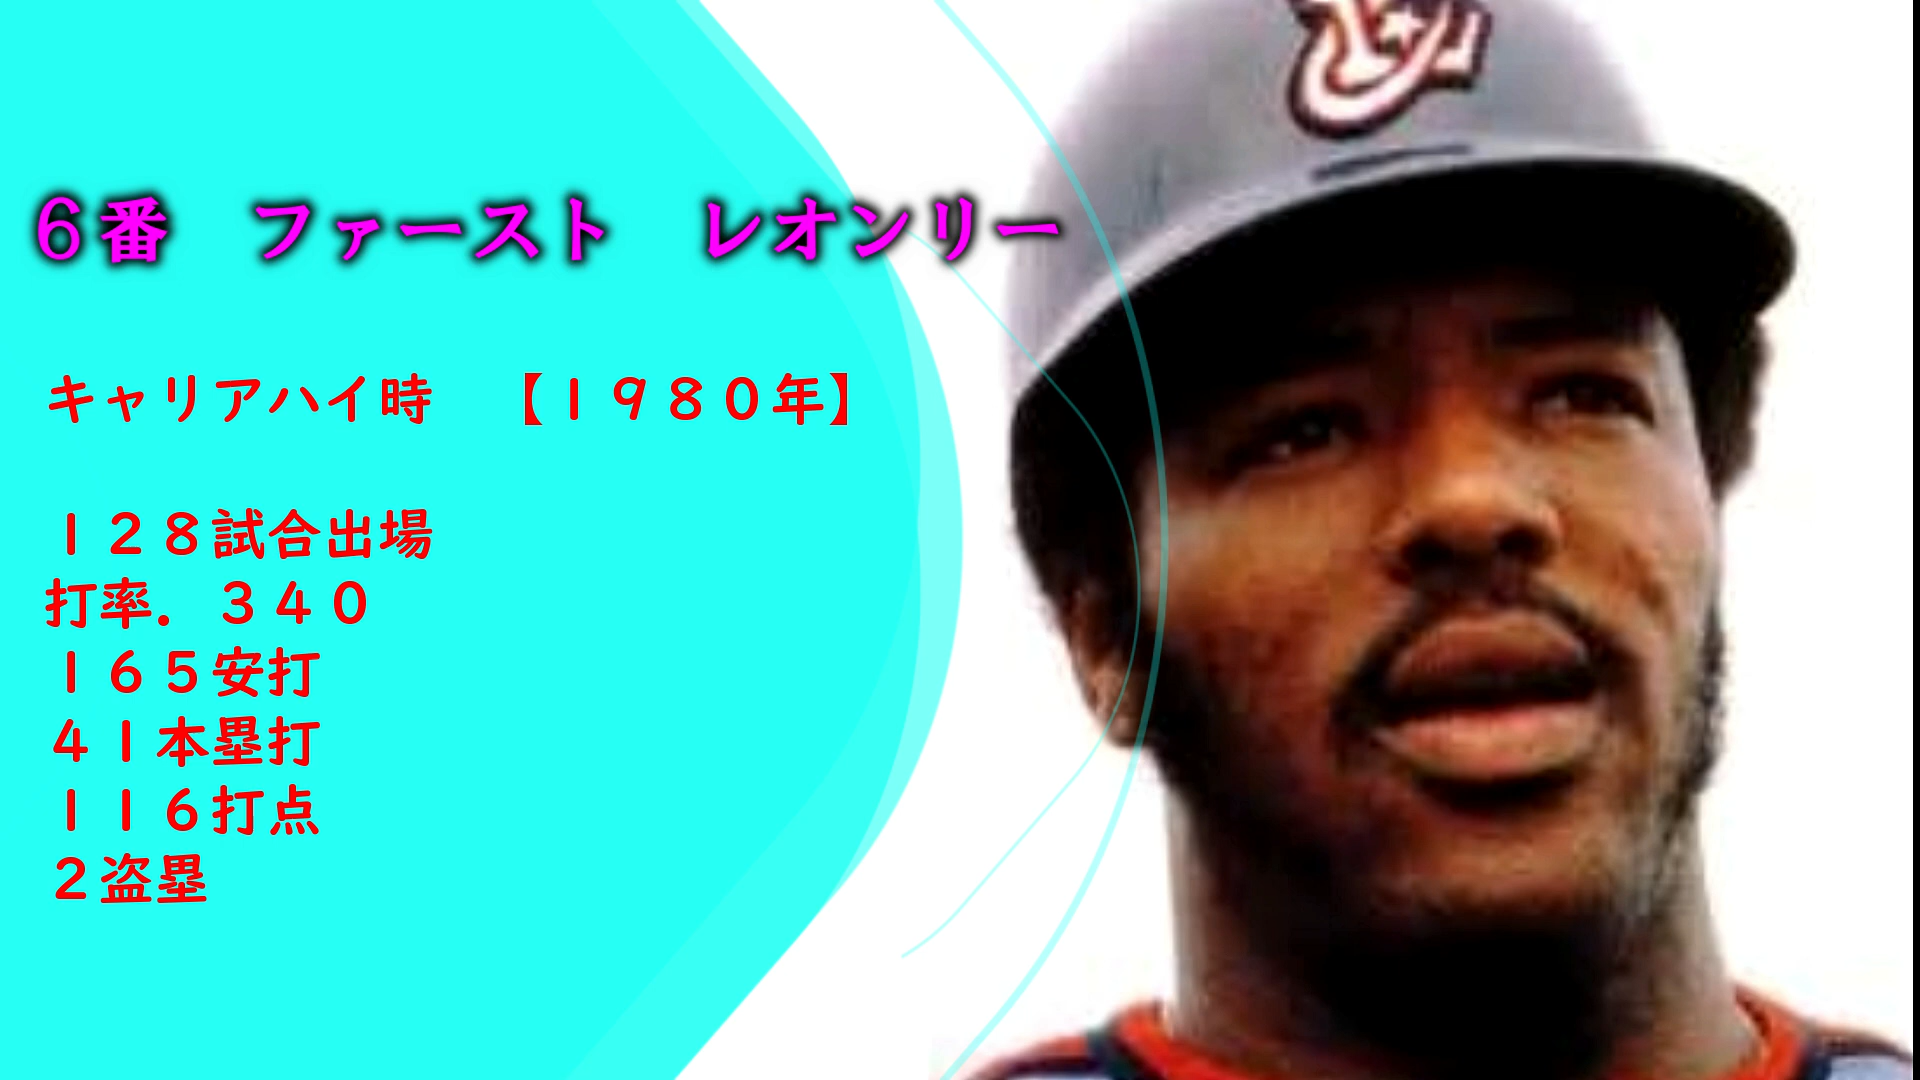 ６番　ファースト　レオンリー
キャリアハイ時　【１９８０年】
１２８試合出場
打率．３４０
１６５安打
４１本塁打
１１６打点
２盗塁